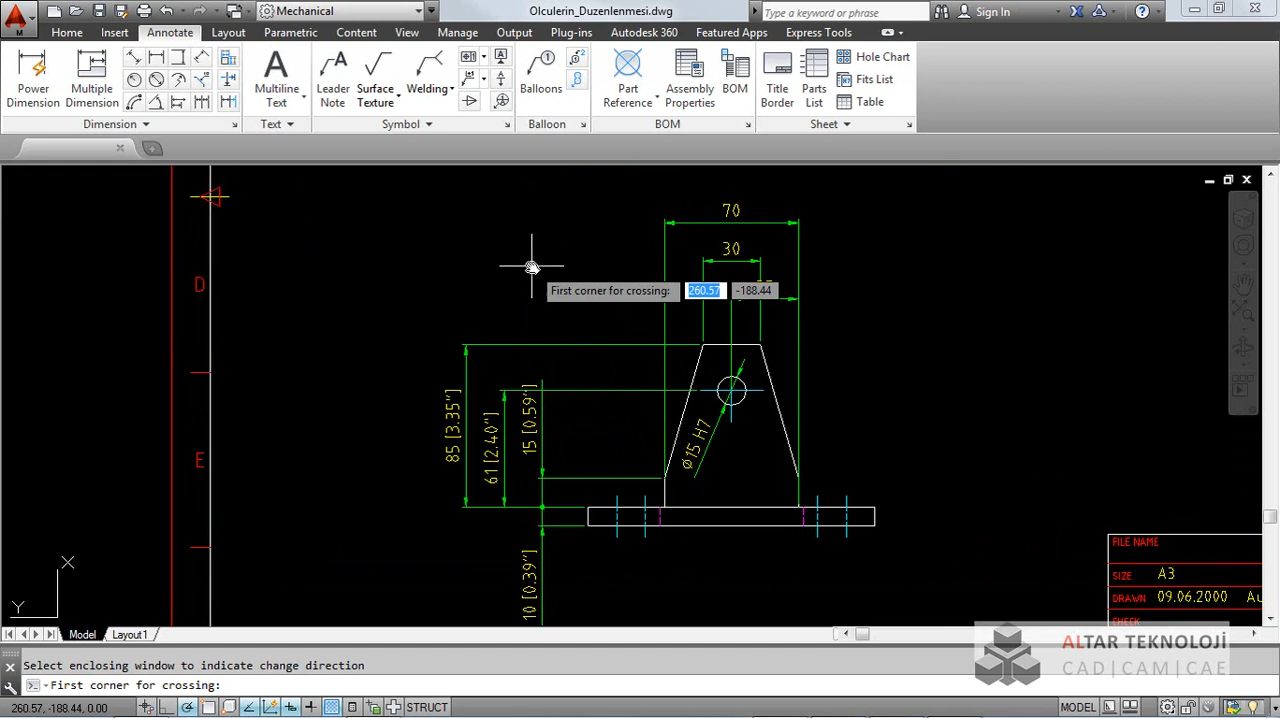 Mechanical
Olculerin_Duzenlenmesi.dwg
Type a keyword or phrase
Sign In
Home Insert Annotate Layout Parametric Content View Manage Output Plug-ins Autodesk 360 Featured Apps Express Tools
Power Dimension
Multiple Dimension
Multiline Text
Leader Note
Surface Texture
Welding
Balloons
Part Reference
Assembly Properties
BOM
Title Border
Parts List
Hole Chart
Fits List
Table
Dimension
Text
Symbol
Balloon
BOM
Sheet
70
30
D
First corner for crossing: 260.57 -188.44
85 [3.35"]
61 [2.40"]
15 [0.59"]
ø15 H7
E
10 [0.39"]
X
Y
FILE NAME
SIZE A3
DRAWN 09.06.2000 Au
CHECK
Model Layout1
ALTAR TEKNOLOJİ
CAD|CAM|CAE
Select enclosing window to indicate change direction
First corner for crossing:
260.57, -188.44, 0.00
STRUCT
MODEL